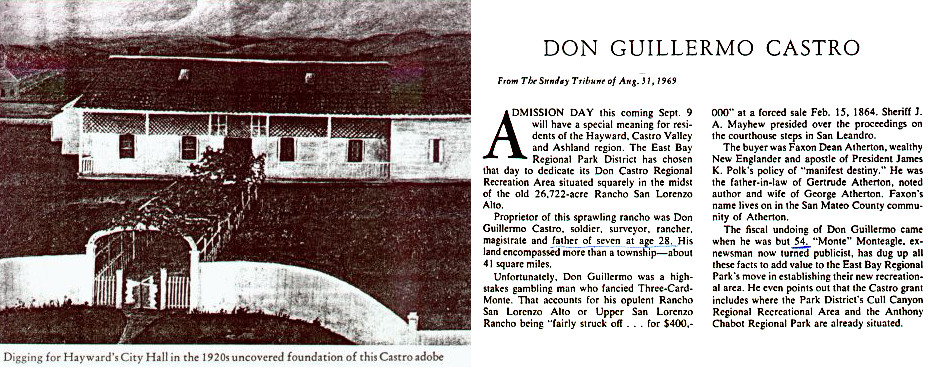 Digging for Hayward's City Hall in the 1920s uncovered foundation of this Castro adobe
DON GUILLERMO CASTRO
From The Sunday Tribune of Aug. 31, 1969
ADMISSION DAY this coming Sept. 9
will have a special meaning for resi-
dents of the Hayward, Castro Valley
and Ashland region. The East Bay
Regional Park District has chosen
that day to dedicate its Don Castro Regional
Recreation Area situated squarely in the midst
of the old 26,722-acre Rancho San Lorenzo
Alto.
Proprietor of this sprawling rancho was Don
Guillermo Castro, soldier, surveyor, rancher,
magistrate and father of seven at age 28. His
land encompassed more than a township—about
41 square miles.
Unfortunately, Don Guillermo was a high-
stakes gambling man who fancied Three-Card-
Monte. That accounts for his opulent Rancho
San Lorenzo Alto or Upper San Lorenzo
Rancho being "fairly struck off . . . for $400,-
000" at a forced sale Feb. 15, 1864. Sheriff J.
A. Mayhew presided over the proceedings on
the courthouse steps in San Leandro.
The buyer was Faxon Dean Atherton, wealthy
New Englander and apostle of President James
K. Polk's policy of "manifest destiny." He was
the father-in-law of Gertrude Atherton, noted
author and wife of George Atherton. Faxon's
name lives on in the San Mateo County commu-
nity of Atherton.
The fiscal undoing of Don Guillermo came
when he was but 54. "Monte" Monteagle, ex-
newsman now turned publicist, has dug up all
these facts to add value to the East Bay Regional
Park's move in establishing their new recreation-
al area. He even points out that the Castro grant
includes where the Park District's Cull Canyon
Regional Recreational Area and the Anthony
Chabot Regional Park are already situated.